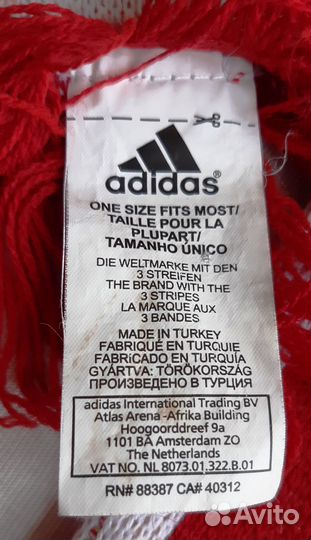 adidas®
ONE SIZE FITS MOST/
TAILLE POUR LA
PLUPART/
TAMANHO ÚNICO
DIE WELTMARKE MIT DEN
3 STREIFEN
THE BRAND WITH THE
3 STRIPES
LA MARQUE AUX
3 BANDES
MADE IN TURKEY
FABRIQUÉ EN TURQUIE
FABRICADO EN TURQUIA
GYÁRTVA: TÖRÖKORSZÁG
ПРОИЗВЕДЕНО В ТУРЦИИ
adidas International Trading BV
Atlas Arena -Afrika Building
Hoogoorddreef 9a
1101 BA Amsterdam ZO
The Netherlands
VAT NO. NL 8073.01.322.B.01
RN# 88387 CA# 40312
Avito